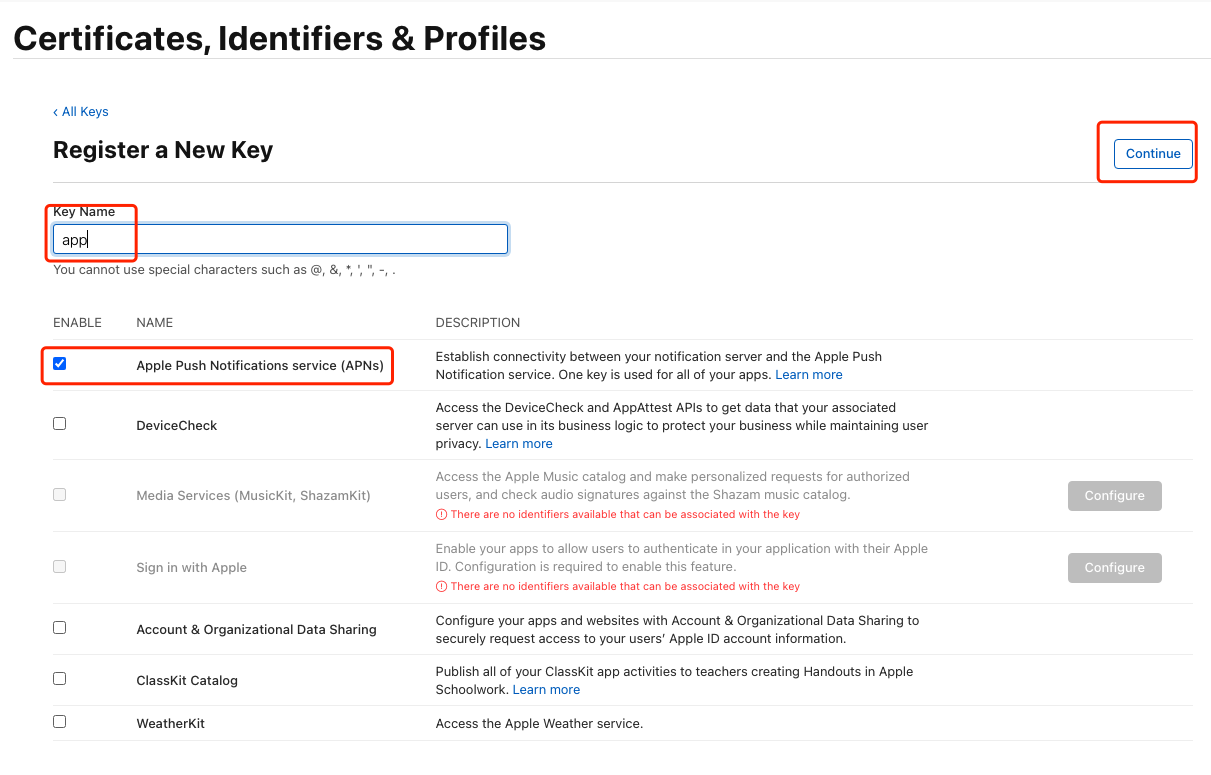 Certificates, Identifiers & Profiles
‹ All Keys
Register a New Key
Continue
Key Name
app
You cannot use special characters such as @, &, *, ', ", -, .
ENABLE NAME DESCRIPTION
Apple Push Notifications service (APNs)
Establish connectivity between your notification server and the Apple Push
Notification service. One key is used for all of your apps. Learn more
DeviceCheck
Access the DeviceCheck and AppAttest APIs to get data that your associated
server can use in its business logic to protect your business while maintaining user
privacy. Learn more
Media Services (MusicKit, ShazamKit)
Access the Apple Music catalog and make personalized requests for authorized
users, and check audio signatures against the Shazam music catalog.
There are no identifiers available that can be associated with the key
Configure
Sign in with Apple
Enable your apps to allow users to authenticate in your application with their Apple
ID. Configuration is required to enable this feature.
There are no identifiers available that can be associated with the key
Configure
Account & Organizational Data Sharing
Configure your apps and websites with Account & Organizational Data Sharing to
securely request access to your users’ Apple ID account information.
ClassKit Catalog
Publish all of your ClassKit app activities to teachers creating Handouts in Apple
Schoolwork. Learn more
WeatherKit
Access the Apple Weather service.